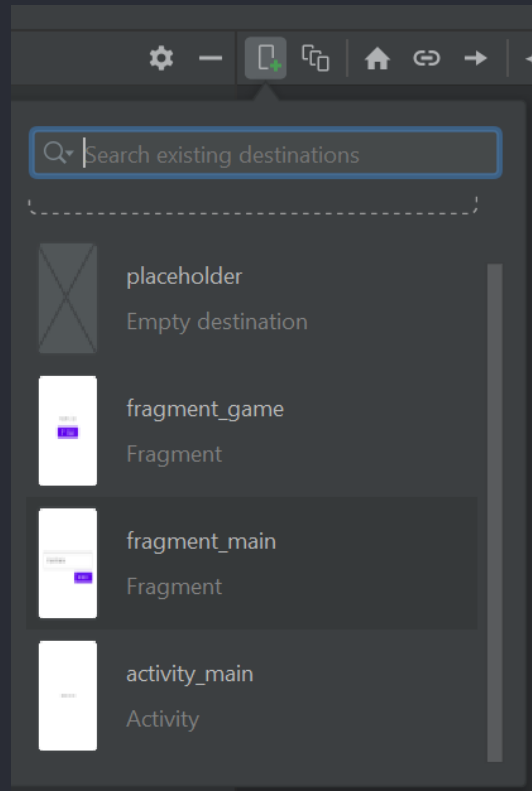 Search existing destinations
placeholder
Empty destination
fragment_game
Fragment
fragment_main
Fragment
activity_main
Activity